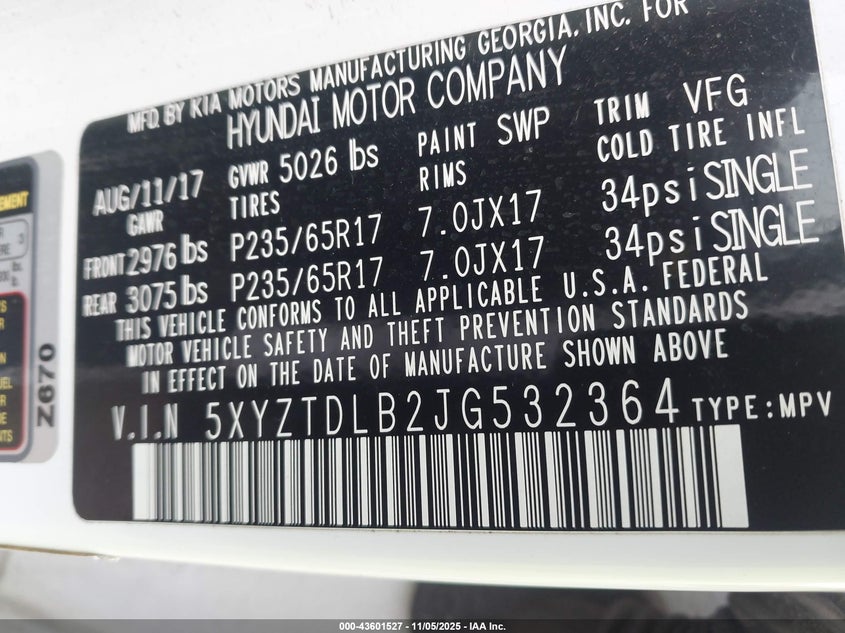 MFD. BY KIA MOTORS MANUFACTURING GEORGIA, INC. FOR
HYUNDAI MOTOR COMPANY
AUG/11/17 GVWR 5026 lbs PAINT SWP TRIM VFG
GAWR TIRES RIMS COLD TIRE INFL
FRONT 2976 lbs P235/65R17 7.0JX17 34psi SINGLE
REAR 3075 lbs P235/65R17 7.0JX17 34psi SINGLE
THIS VEHICLE CONFORMS TO ALL APPLICABLE U.S.A. FEDERAL
MOTOR VEHICLE SAFETY AND THEFT PREVENTION STANDARDS
IN EFFECT ON THE DATE OF MANUFACTURE SHOWN ABOVE
V.I.N 5XYZTDLB2JG532364 TYPE:MPV
Z670
000-43601527 - 11/05/2025 - IAA Inc.